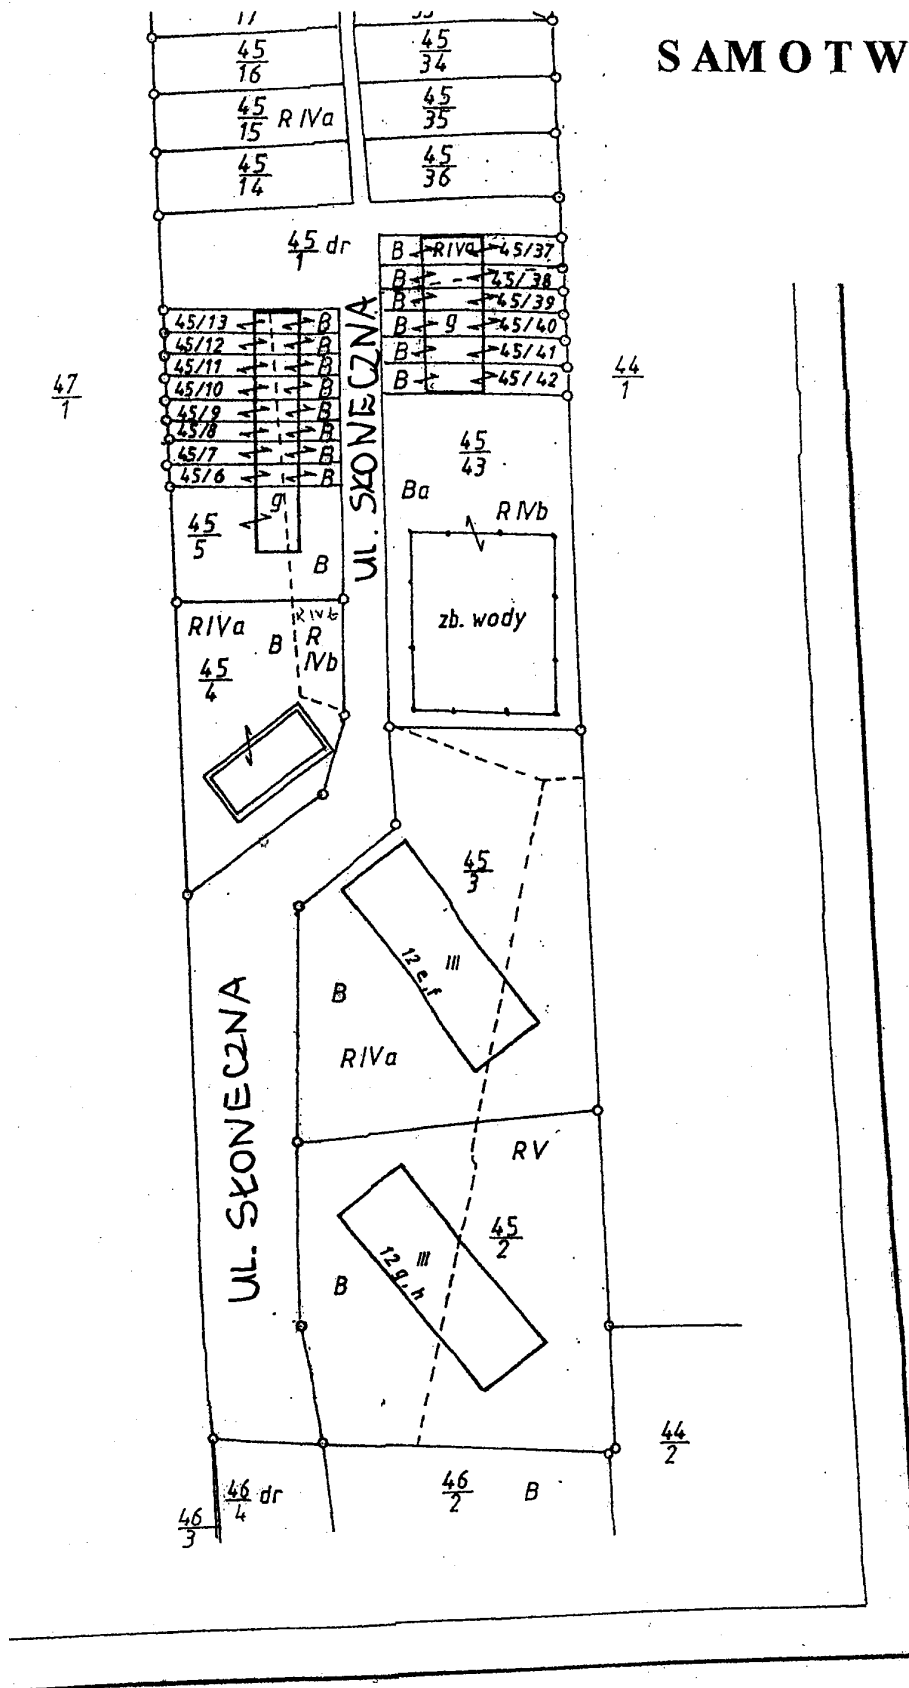 SAMOTW
17
33
45
16
45
34
45
15
R IVa
45
35
45
14
45
36
45
1
dr
B
RIVa
45/37
B
45/38
B
45/39
B
g
45/40
B
45/41
B
45/42
45/13
B
45/12
B
45/11
B
45/10
B
45/9
B
45/8
B
45/7
B
45/6
B
g
47
1
44
1
UL. SŁONECZNA
45
43
Ba
R IVb
45
5
B
zb. wody
RIVa
B
RIVb
R
IVb
45
4
45
3
III
12 e,f
B
RIVa
UL. SŁONECZNA
RV
45
2
III
12 g,h
B
44
2
46
4
dr
46
3
46
2
B